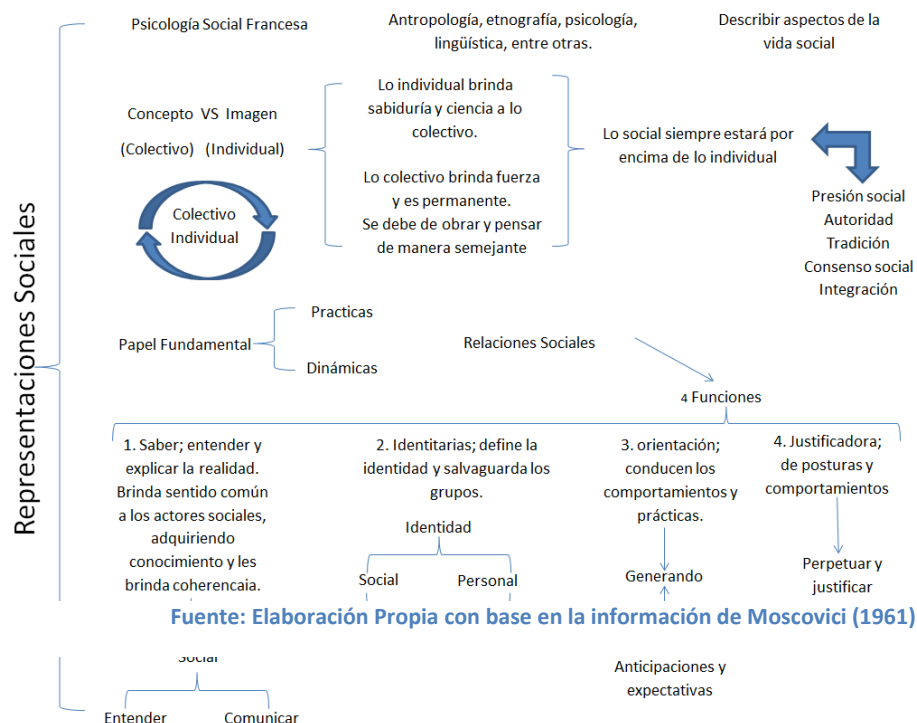 Representaciones Sociales
Psicología Social Francesa
Antropología, etnografía, psicología,
lingüística, entre otras.
Describir aspectos de la
vida social
Concepto VS Imagen
(Colectivo) (Individual)
Colectivo
Individual
Lo individual brinda
sabiduría y ciencia a lo
colectivo.
Lo colectivo brinda fuerza
y es permanente.
Se debe de obrar y pensar
de manera semejante
Lo social siempre estará por
encima de lo individual
Presión social
Autoridad
Tradición
Consenso social
Integración
Papel Fundamental
Practicas
Dinámicas
Relaciones Sociales
4 Funciones
1. Saber; entender y
explicar la realidad.
Brinda sentido común
a los actores sociales,
adquiriendo
conocimiento y les
brinda coherencaia.
2. Identitarias; define la
identidad y salvaguarda los
grupos.
Identidad
Social
Personal
3. orientación;
conducen los
comportamientos y
prácticas.
Generando
4. Justificadora;
de posturas y
comportamientos
Perpetuar y
justificar
Fuente: Elaboración Propia con base en la información de Moscovici (1961)
Social
Entender
Comunicar
Anticipaciones y
expectativas